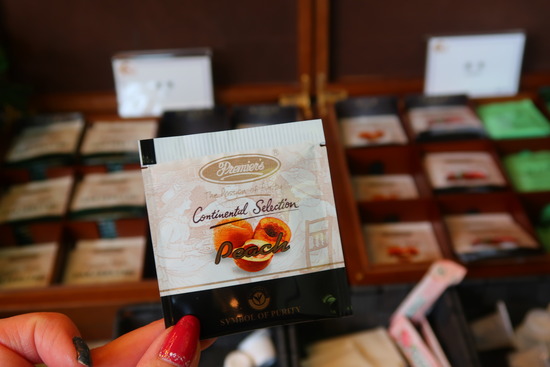 Premier's
Continental Selection
Peach
SYMBOL OF PURITY